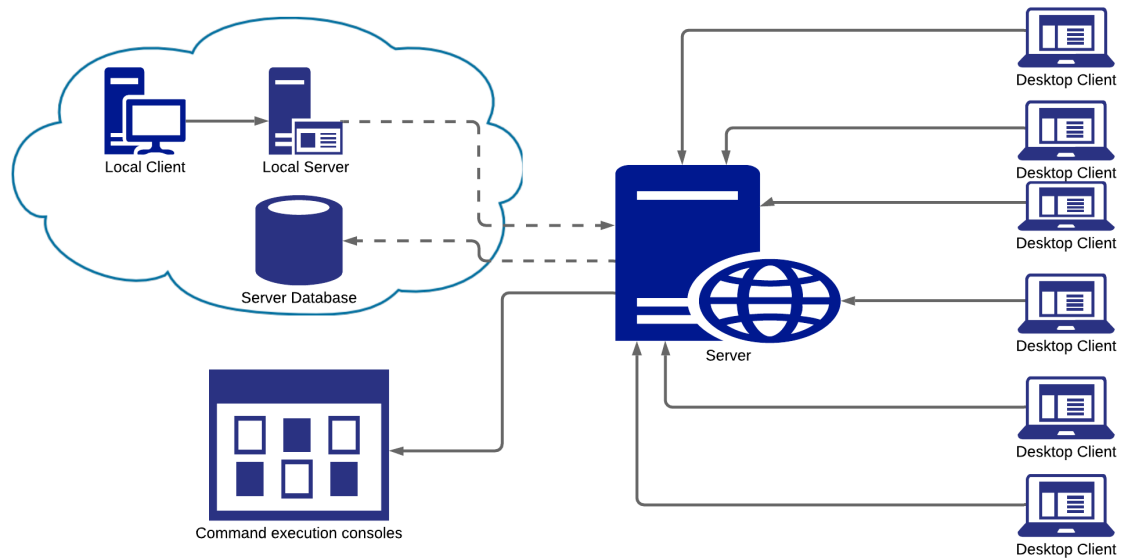 Desktop Client
Desktop Client
Local Client
Local Server
Desktop Client
Server Database
Server
Desktop Client
Desktop Client
Command execution consoles
Desktop Client